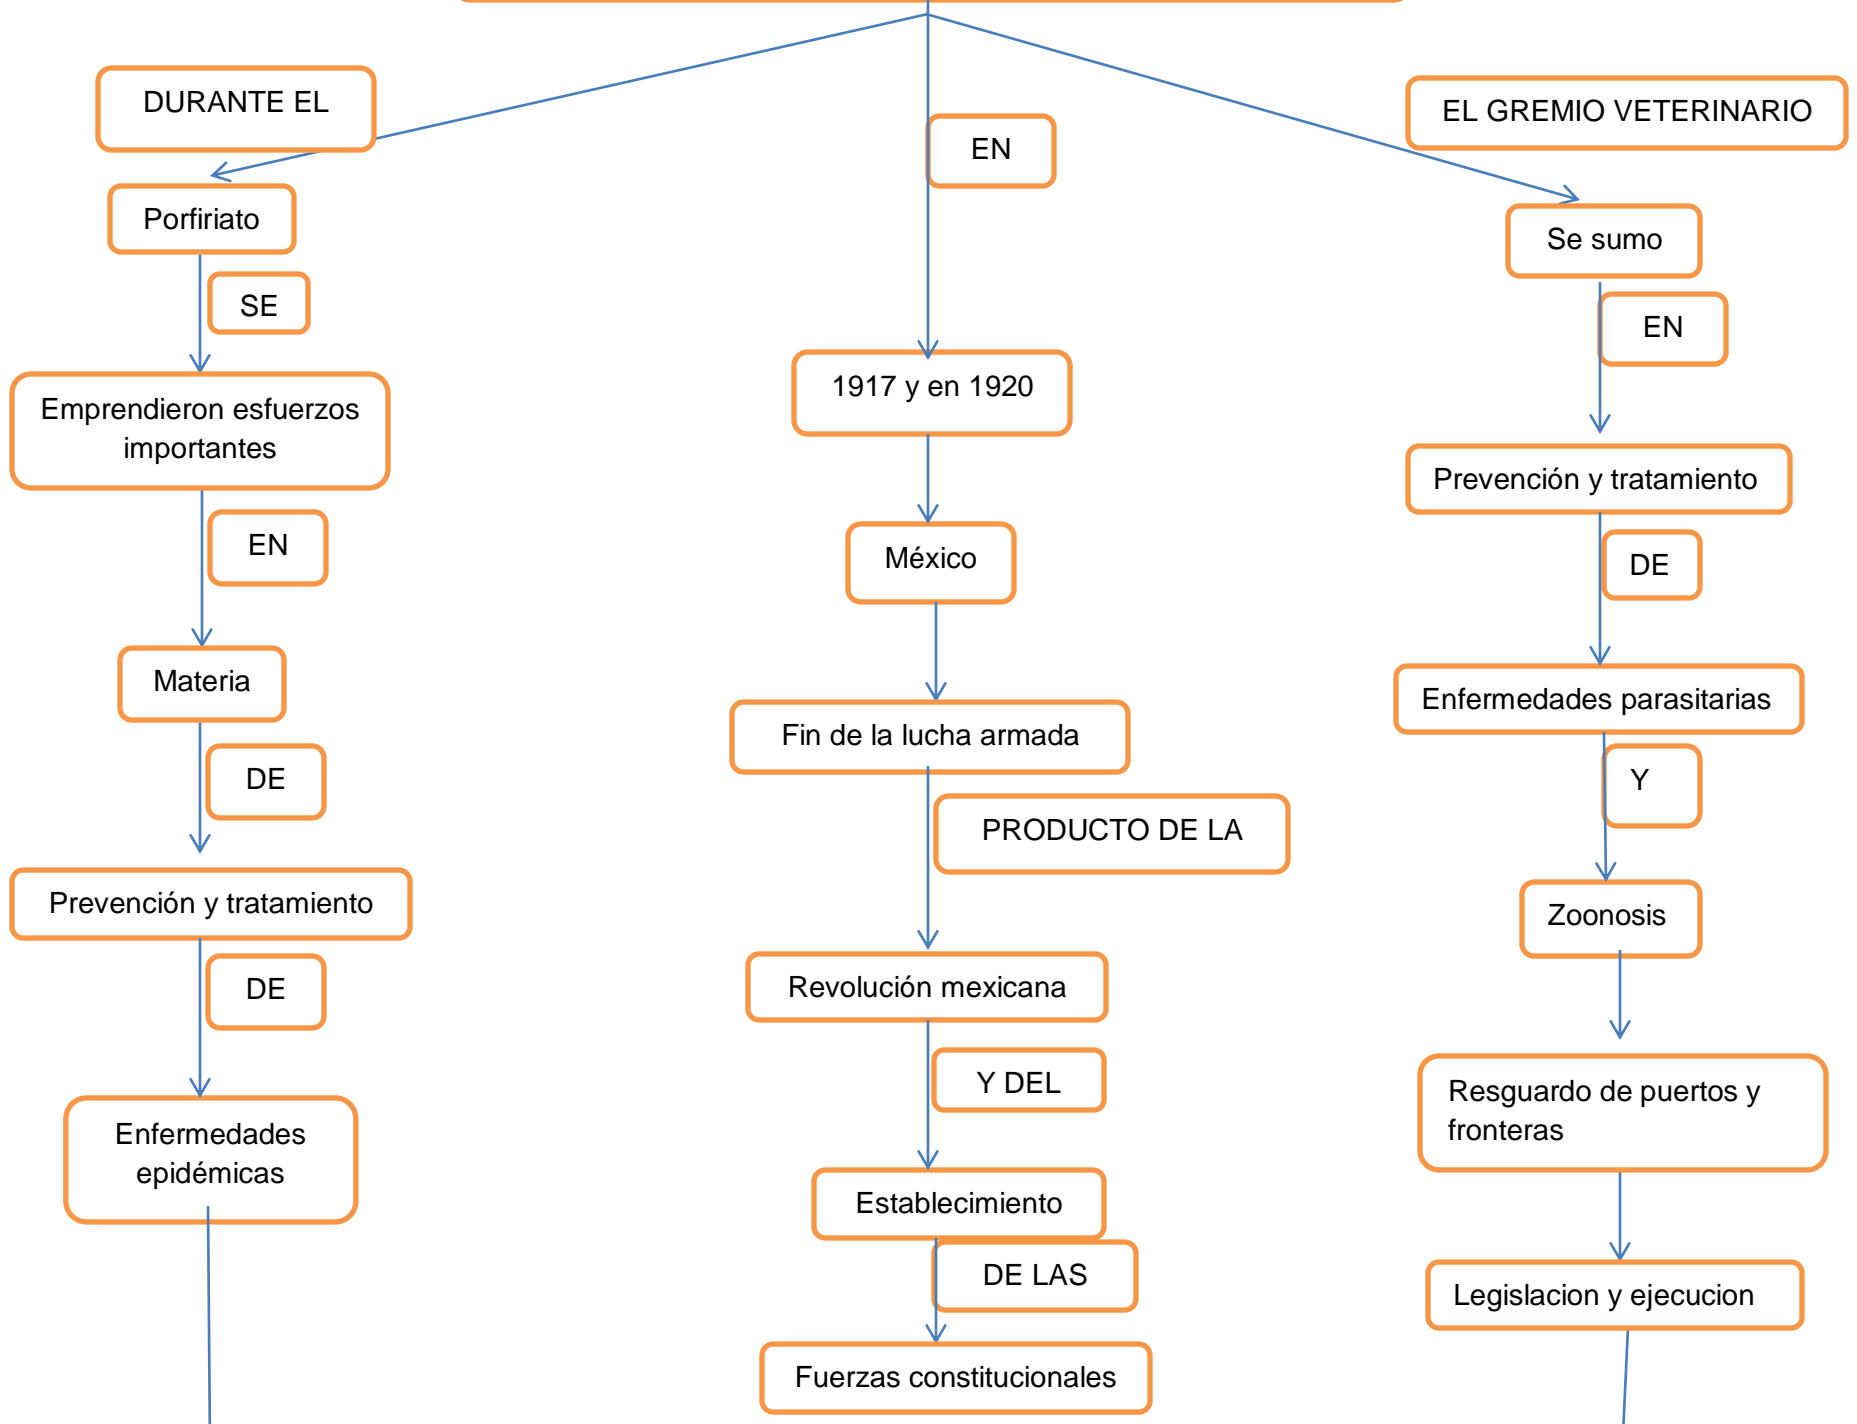 DURANTE EL
Porfiriato
SE
Emprendieron esfuerzos
importantes
EN
Materia
DE
Prevención y tratamiento
DE
Enfermedades
epidémicas
EN
1917 y en 1920
México
Fin de la lucha armada
PRODUCTO DE LA
Revolución mexicana
Y DEL
Establecimiento
DE LAS
Fuerzas constitucionales
EL GREMIO VETERINARIO
Se sumo
EN
Prevención y tratamiento
DE
Enfermedades parasitarias
Y
Zoonosis
Resguardo de puertos y
fronteras
Legislacion y ejecucion